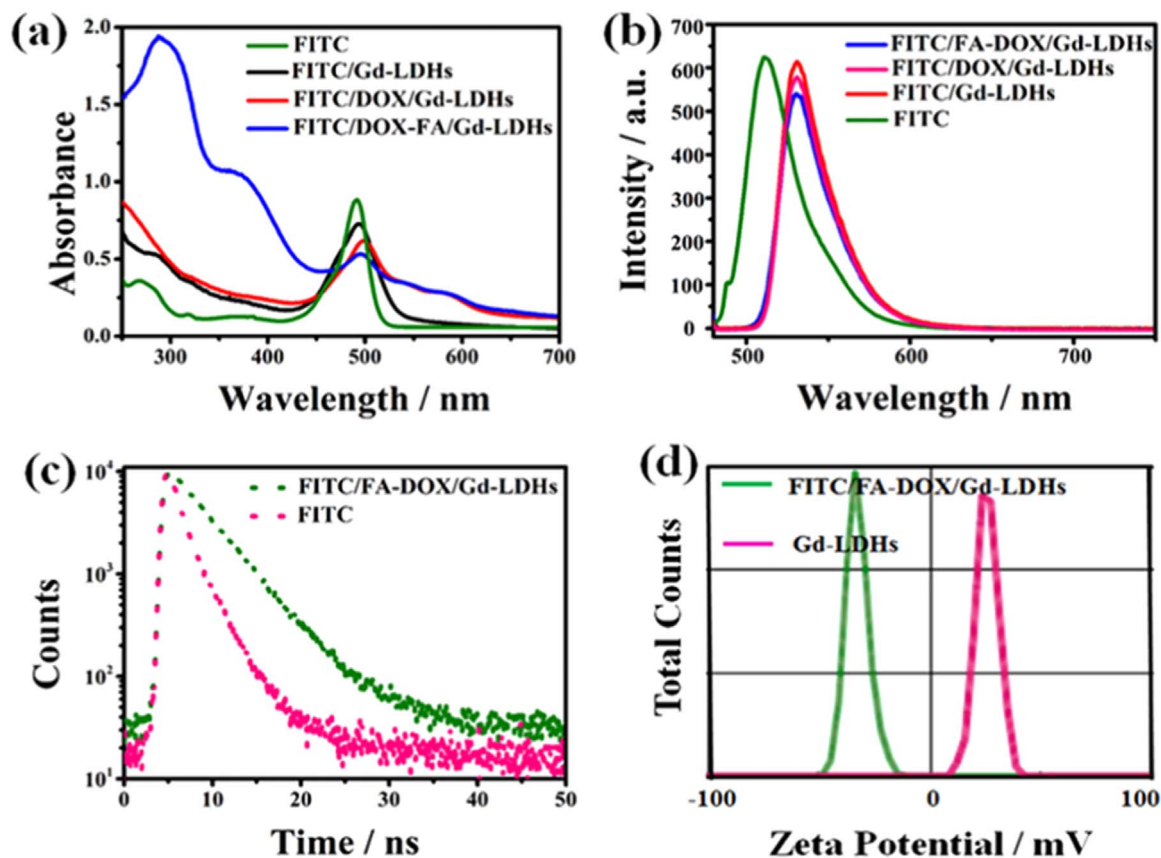 (a)
2.0
1.5
1.0
0.5
0.0
Absorbance
FITC
FITC/Gd-LDHs
FITC/DOX/Gd-LDHs
FITC/DOX-FA/Gd-LDHs
300 400 500 600 700
Wavelength / nm
(b)
700
600
500
400
300
200
100
0
Intensity / a.u.
FITC/FA-DOX/Gd-LDHs
FITC/DOX/Gd-LDHs
FITC/Gd-LDHs
FITC
500 600 700
Wavelength / nm
(c)
10⁴
10³
10²
10¹
Counts
FITC/FA-DOX/Gd-LDHs
FITC
0 10 20 30 40 50
Time / ns
(d)
Total Counts
FITC/FA-DOX/Gd-LDHs
Gd-LDHs
-100 0 100
Zeta Potential / mV